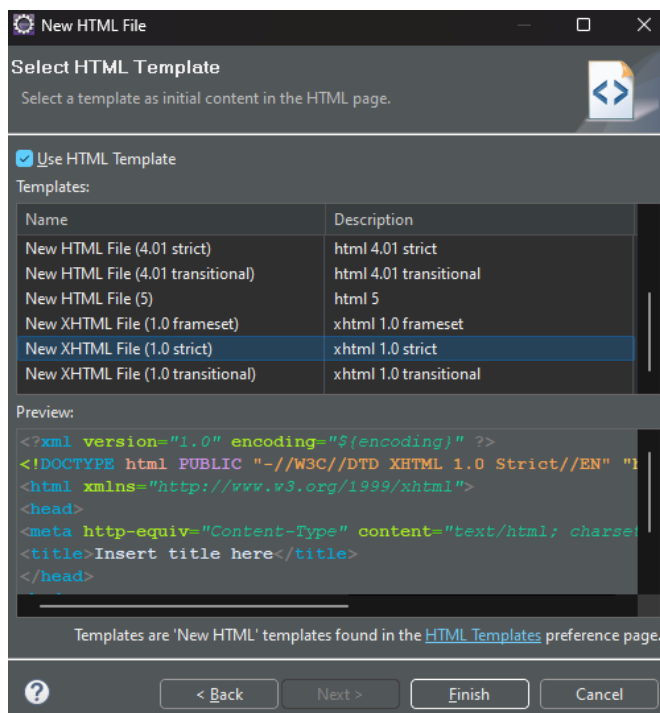 New HTML File
Select HTML Template
Select a template as initial content in the HTML page.
Use HTML Template
Templates:
Name Description
New HTML File (4.01 strict) html 4.01 strict
New HTML File (4.01 transitional) html 4.01 transitional
New HTML File (5) html 5
New XHTML File (1.0 frameset) xhtml 1.0 frameset
New XHTML File (1.0 strict) xhtml 1.0 strict
New XHTML File (1.0 transitional) xhtml 1.0 transitional
Preview:
<?xml version="1.0" encoding="${encoding}" ?>
<!DOCTYPE html PUBLIC "-//W3C//DTD XHTML 1.0 Strict//EN" "
<html xmlns="http://www.w3.org/1999/xhtml">
<head>
<meta http-equiv="Content-Type" content="text/html; charse
<title>Insert title here</title>
</head>
Templates are 'New HTML' templates found in the HTML Templates preference page.
? < Back Next > Finish Cancel